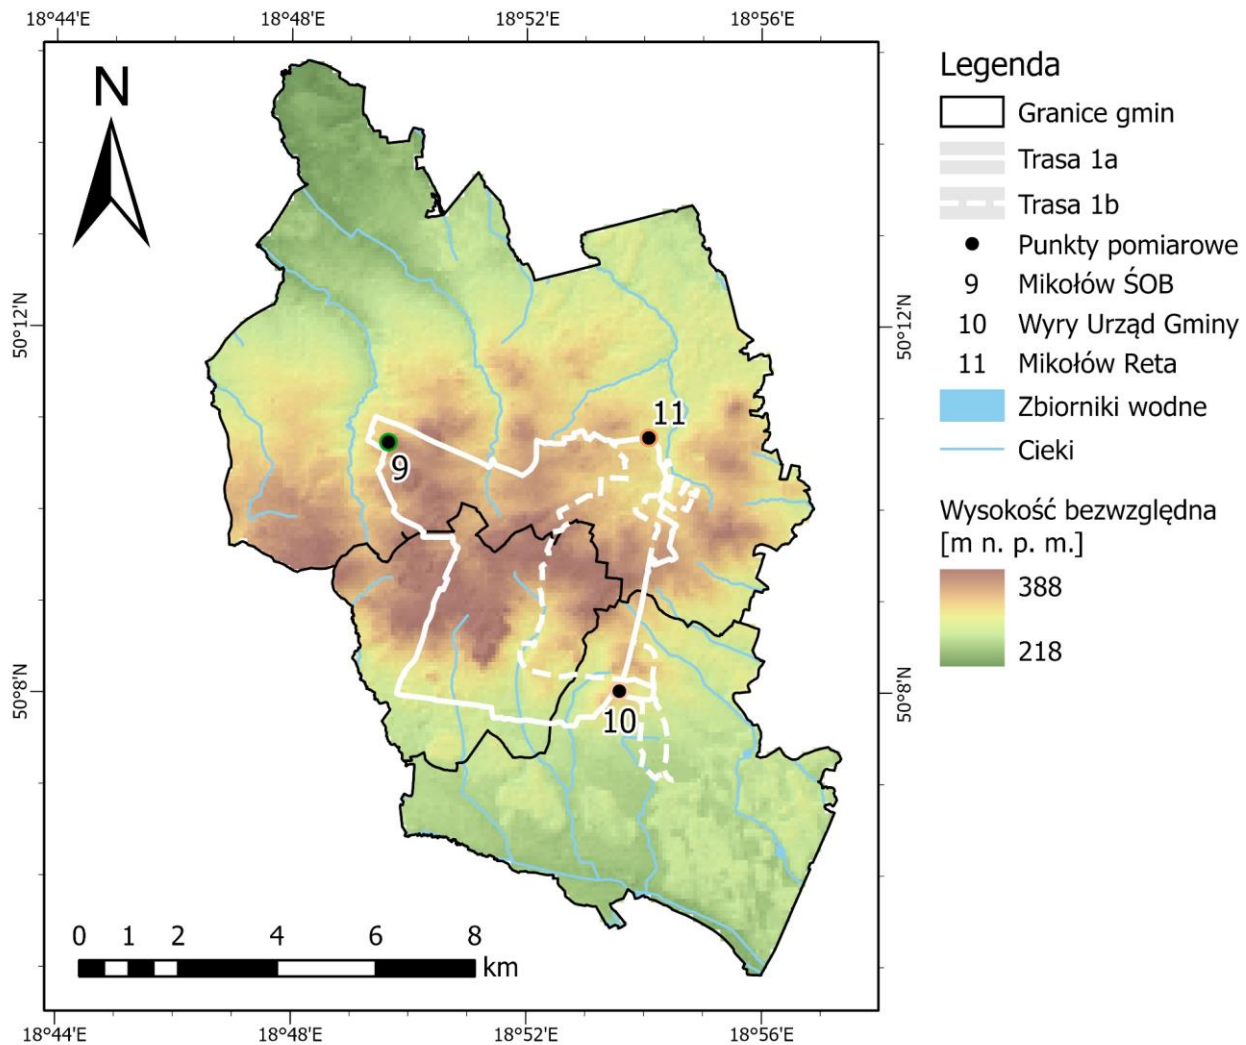 18°44'E 18°48'E 18°52'E 18°56'E
N
50°12'N
50°12'N
11
9
50°8'N
50°8'N
10
0 1 2 4 6 8
km
18°44'E 18°48'E 18°52'E 18°56'E
Legenda
Granice gmin
Trasa 1a
Trasa 1b
Punkty pomiarowe
9 Mikołów ŚOB
10 Wyry Urząd Gminy
11 Mikołów Reta
Zbiorniki wodne
Cieki
Wysokość bezwzględna
[m n. p. m.]
388
218